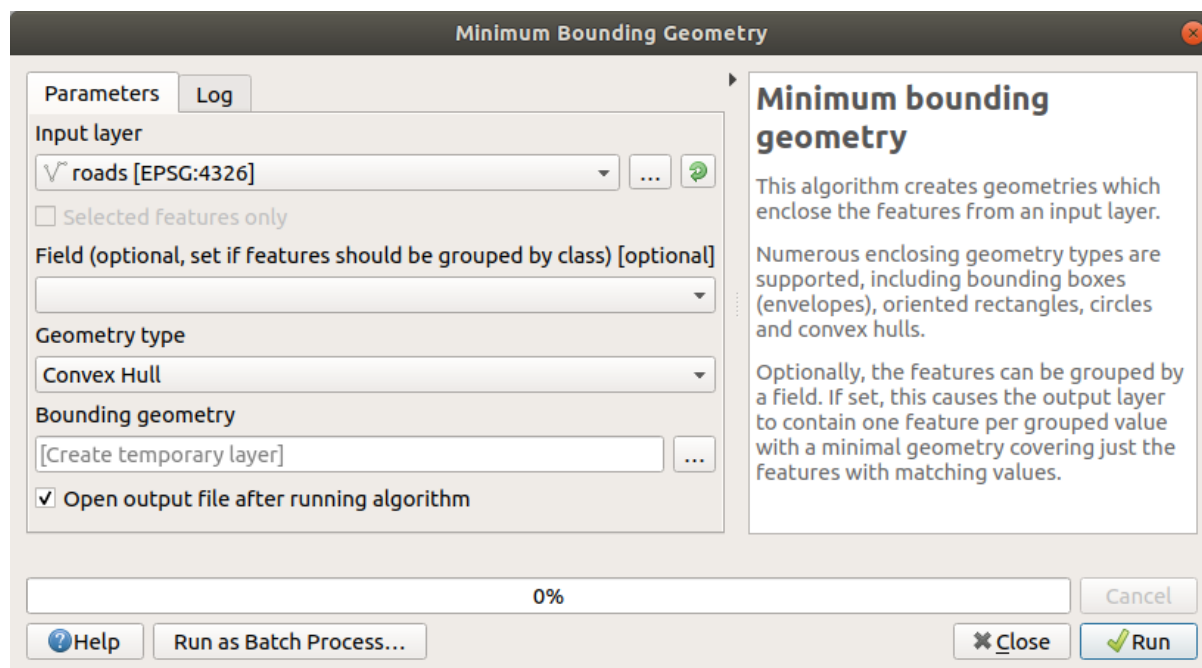 Minimum Bounding Geometry
Parameters
Log
Input layer
roads [EPSG:4326]
...
Selected features only
Field (optional, set if features should be grouped by class) [optional]
Geometry type
Convex Hull
Bounding geometry
[Create temporary layer]
...
Open output file after running algorithm
Minimum bounding
geometry
This algorithm creates geometries which
enclose the features from an input layer.
Numerous enclosing geometry types are
supported, including bounding boxes
(envelopes), oriented rectangles, circles
and convex hulls.
Optionally, the features can be grouped by
a field. If set, this causes the output layer
to contain one feature per grouped value
with a minimal geometry covering just the
features with matching values.
0%
Cancel
Help
Run as Batch Process...
Close
Run